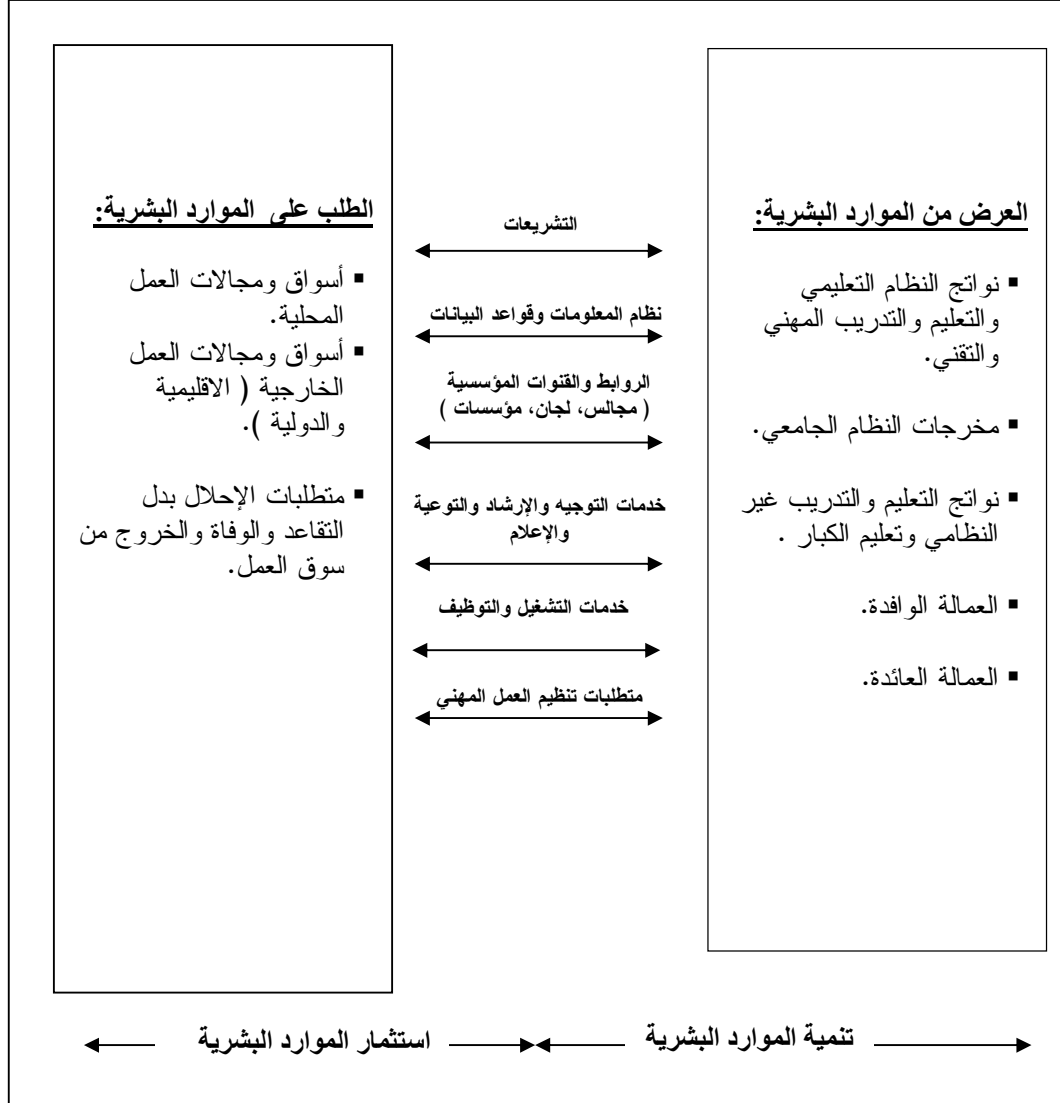 العرض من الموارد البشرية:
▪ نواتج النظام التعليمي
والتعليم والتدريب المهني
والتقني.
▪ مخرجات النظام الجامعي.
▪ نواتج التعليم والتدريب غير
النظامي وتعليم الكبار .
▪ العمالة الوافدة.
▪ العمالة العائدة.
التشريعات
نظام المعلومات وقواعد البيانات
الروابط والقنوات المؤسسية
( مجالس، لجان، مؤسسات )
خدمات التوجيه والإرشاد والتوعية
والإعلام
خدمات التشغيل والتوظيف
متطلبات تنظيم العمل المهني
الطلب على الموارد البشرية:
▪ أسواق ومجالات العمل
المحلية.
▪ أسواق ومجالات العمل
الخارجية ( الاقليمية
والدولية ).
▪ متطلبات الإحلال بدل
التقاعد والوفاة والخروج من
سوق العمل.
تنمية الموارد البشرية
استثمار الموارد البشرية